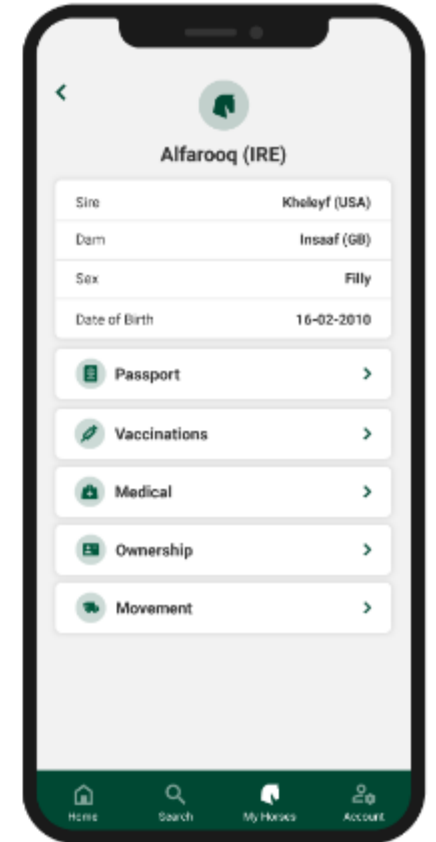 Alfarooq (IRE)
Sire Kheleyf (USA)
Dam Insaaf (GB)
Sex Filly
Date of Birth 16-02-2010
Passport
Vaccinations
Medical
Ownership
Movement
Home Search My Horses Account